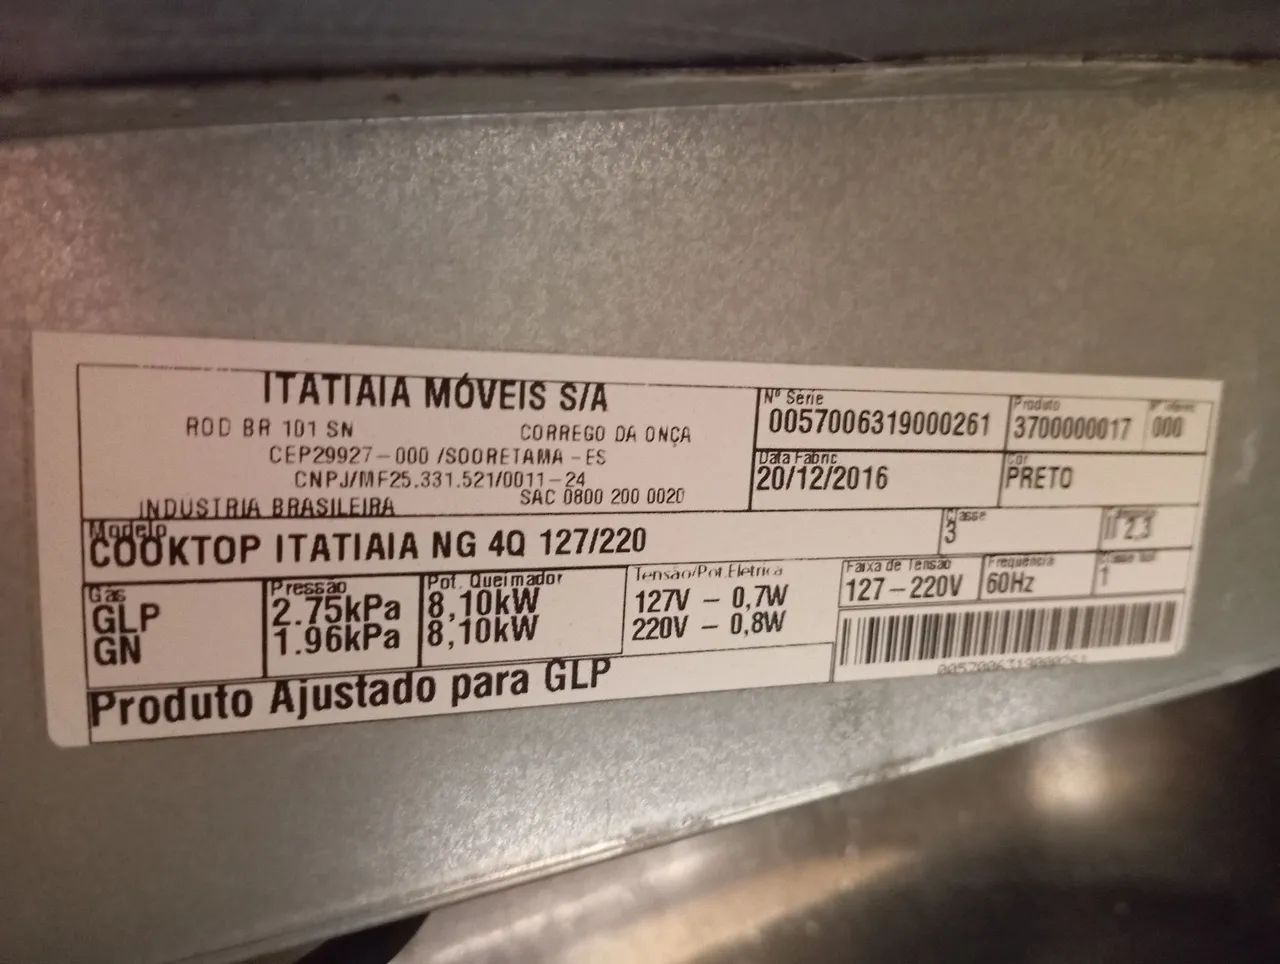 ITATIAIA MÓVEIS S/A
ROD BR 101 SN CORREGO DA ONÇA
CEP29927-000 /SOORETAMA-ES
CNPJ/MF25.331.521/0011-24
INDUSTRIA BRASILEIRA SAC 0800 200 0020
Nº Série
0057006319000261
Produto
3700000017
000
Data Fabric
20/12/2016
Cor
PRETO
Modelo
COOKTOP ITATIAIA NG 4Q 127/220
Classe
3
II 2,3
Gás
GLP
GN
Pressão
2.75kPa
1.96kPa
Pot. Queimador
8,10kW
8,10kW
Tensão/Pot.Eletrica
127V - 0,7W
220V - 0,8W
Faixa de Tensão
127-220V
Frequência
60Hz
1
0057006319000261
Produto Ajustado para GLP